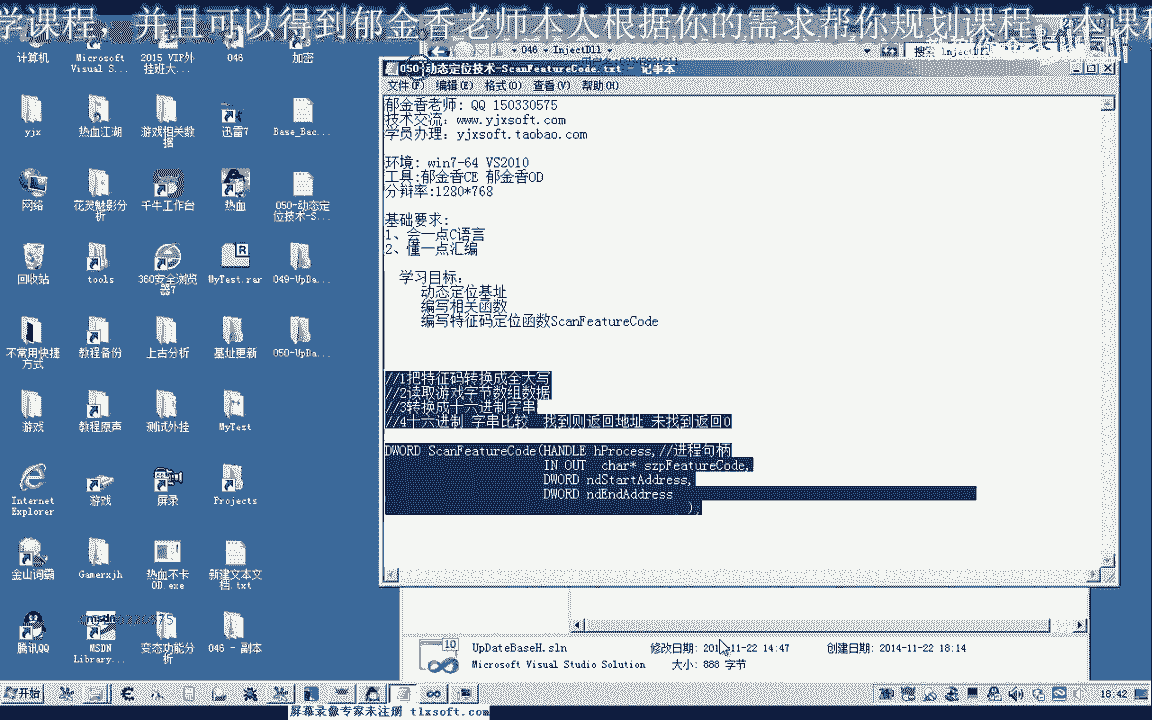 学课程，并且可以得到郁金香老师本人根据你的需求帮你规划课程。本课程
计算机
Microsoft Visual S...
2015 VIP外挂班大...
046
加密
046 ▸ InjectDll ▸
搜索 InjectDll
050-动态定位技术-ScanFeatureCode.txt - 记事本
文件(F) 编辑(E) 格式(O) 查看(V) 帮助(H)
郁金香老师: QQ 150330575
技术交流: www.yjxsoft.com
学员办理: yjxsoft.taobao.com
环境: win7-64 VS2010
工具:郁金香CE 郁金香OD
分辩率:1280*768
基础要求:
1、会一点C语言
2、懂一点汇编
学习目标:
动态定位基址
编写相关函数
编写特征码定位函数ScanFeatureCode
//1把特征码转换成全大写
//2读取游戏字节数组数据
//3转换成十六进制字串
//4十六进制 字串比较 找到则返回地址 未找到返回0
DWORD ScanFeatureCode(HANDLE hProcess,//进程句柄
IN OUT char* szpFeatureCode,
DWORD ndStartAddress,
DWORD ndEndAddress
);
yjx
热血江湖
游戏相关数据
迅雷7
Base_Bac...
网络
花灵魅影分析
千牛工作台
热血
050-动态定位技术-S...
回收站
tools
360安全浏览器7
MyTest.rar
049-UpDa...
不常用快捷方式
教程备份
上古分析
基址更新
050-UpDa...
游戏
教程原声
测试外挂
MyTest
Internet Explorer
游戏
屏录
Projects
金山词霸
Gamerxjh
热血不卡OD.exe
新建文本文档.txt
腾讯QQ
MSDN Library...
变态功能分析
046 - 副本
UpDateBaseH.sln
修改日期: 2014-11-22 14:47
创建日期: 2014-11-22 18:14
Microsoft Visual Studio Solution
大小: 888 字节
开始
18:42
屏幕录像专家未注册 tlxsoft.com